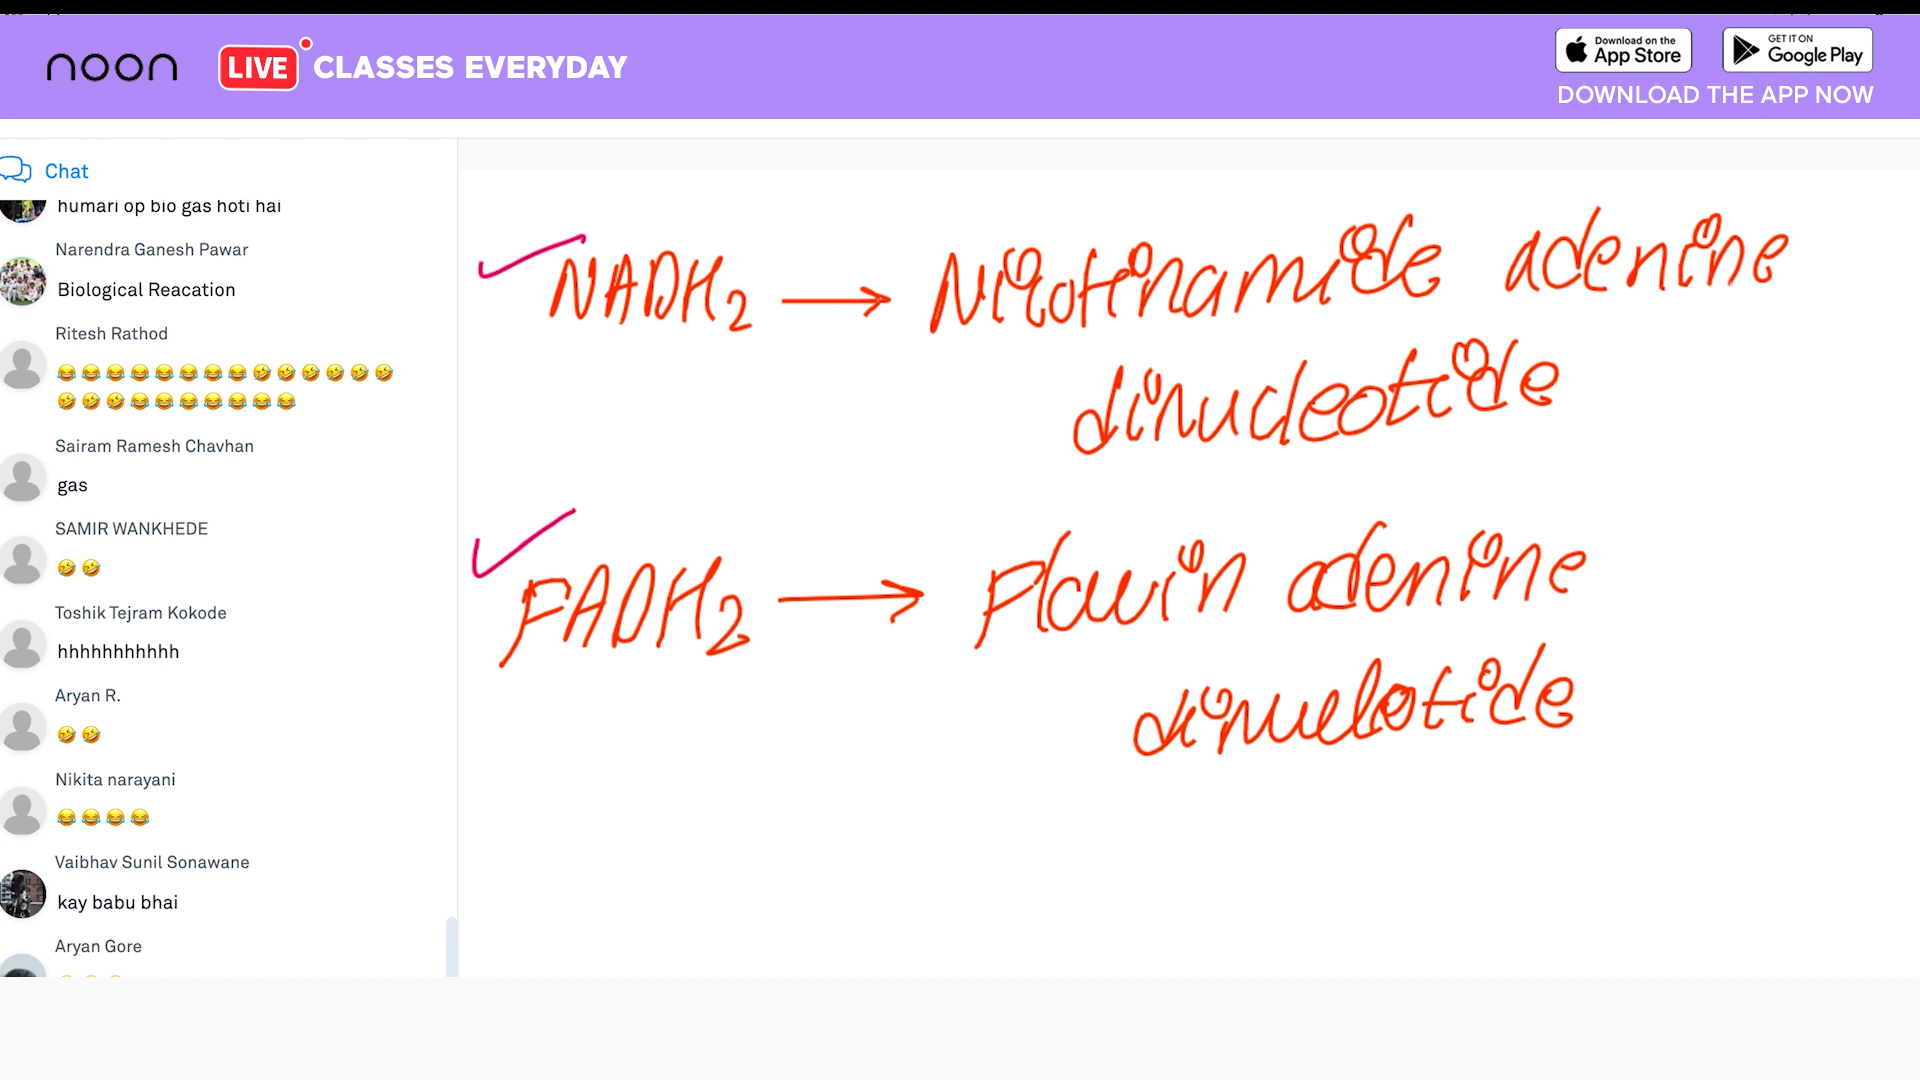 noon LIVE CLASSES EVERYDAY
Download on the App Store
GET IT ON Google Play
DOWNLOAD THE APP NOW
Chat
humari op bio gas hoti hai
Narendra Ganesh Pawar
Biological Reacation
Ritesh Rathod
😂😂😂😂😂😂😂😂🤣🤣🤣🤣🤣🤣
🤣🤣🤣😂😂😂😂😂😂😂
Sairam Ramesh Chavhan
gas
SAMIR WANKHEDE
🤣🤣
Toshik Tejram Kokode
hhhhhhhhhhh
Aryan R.
🤣🤣
Nikita narayani
😂😂😂😂
Vaibhav Sunil Sonawane
kay babu bhai
Aryan Gore
NADH2 → Nicotinamide adenine
dinucleotide
FADH2 → Flavin adenine
dinuclotide